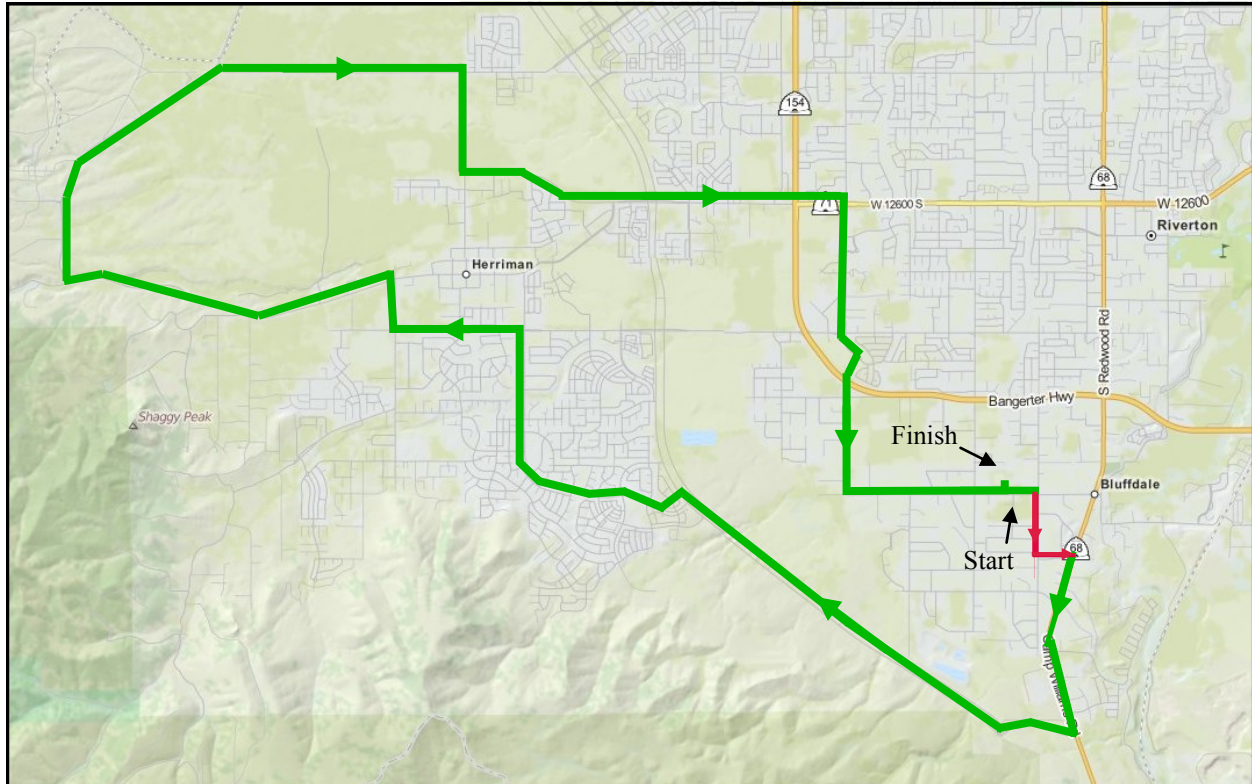 154
68
71
W 12600 S
W 12600
Riverton
Herriman
S Redwood Rd
Shaggy Peak
Bangerter Hwy
Finish
Bluffdale
Start
68